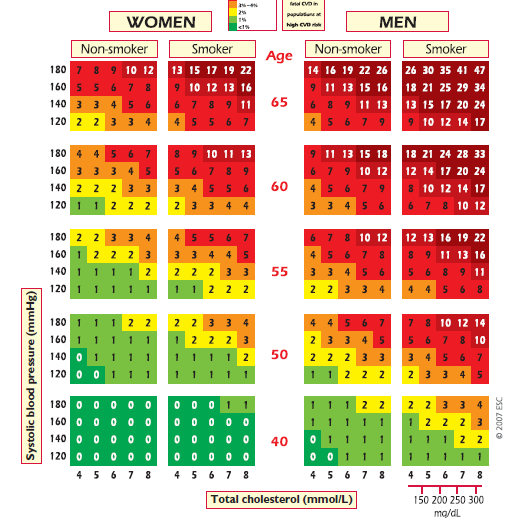 3%–4%
2%
1%
<1%
fatal CVD in
populations at
high CVD risk
WOMEN MEN
Non-smoker Smoker Age Non-smoker Smoker
180 7 8 9 10 12 13 15 17 19 22 14 16 19 22 26 26 30 35 41 47
160 5 5 6 7 8 9 10 12 13 16 9 11 13 15 16 18 21 25 29 34
140 3 3 4 5 6 6 7 8 9 11 65 6 8 9 11 13 13 15 17 20 24
120 2 2 3 3 4 4 5 5 6 7 4 5 6 7 9 9 10 12 14 17
180 4 4 5 6 7 8 9 10 11 13 9 11 13 15 18 18 21 24 28 33
160 3 3 3 4 5 5 6 7 8 9 6 7 9 10 12 12 14 17 20 24
140 2 2 2 3 3 3 4 5 5 6 60 4 5 6 7 9 8 10 12 14 17
120 1 1 2 2 2 2 3 3 4 4 3 3 4 5 6 6 7 8 10 12
180 2 2 3 3 4 4 5 5 6 7 6 7 8 10 12 12 13 16 19 22
160 1 2 2 2 3 3 3 4 4 5 4 5 6 7 8 8 9 11 13 16
140 1 1 1 1 2 2 2 2 3 3 55 3 3 4 5 6 5 6 8 9 11
120 1 1 1 1 1 1 1 2 2 2 2 2 3 3 4 4 4 5 6 8
180 1 1 1 2 2 2 2 3 3 4 4 4 5 6 7 7 8 10 12 14
160 0 1 1 1 1 1 2 2 2 3 2 3 3 4 5 5 6 7 8 10
140 0 1 1 1 1 1 1 1 1 2 50 2 2 2 3 3 3 4 5 6 7
120 0 0 1 1 1 1 1 1 1 1 1 1 2 2 2 2 3 3 4 5
180 0 0 0 0 0 0 0 0 1 1 1 1 1 2 2 2 2 3 3 4
160 0 0 0 0 0 0 0 0 0 0 1 1 1 1 1 1 2 2 2 3
140 0 0 0 0 0 0 0 0 0 0 40 0 1 1 1 1 1 1 1 2 2
120 0 0 0 0 0 0 0 0 0 0 0 0 1 1 1 1 1 1 1 1
4 5 6 7 8 4 5 6 7 8 4 5 6 7 8 4 5 6 7 8
Systolic blood pressure (mmHg)
Total cholesterol (mmol/L)
150 200 250 300
mg/dL
© 2007 ESC